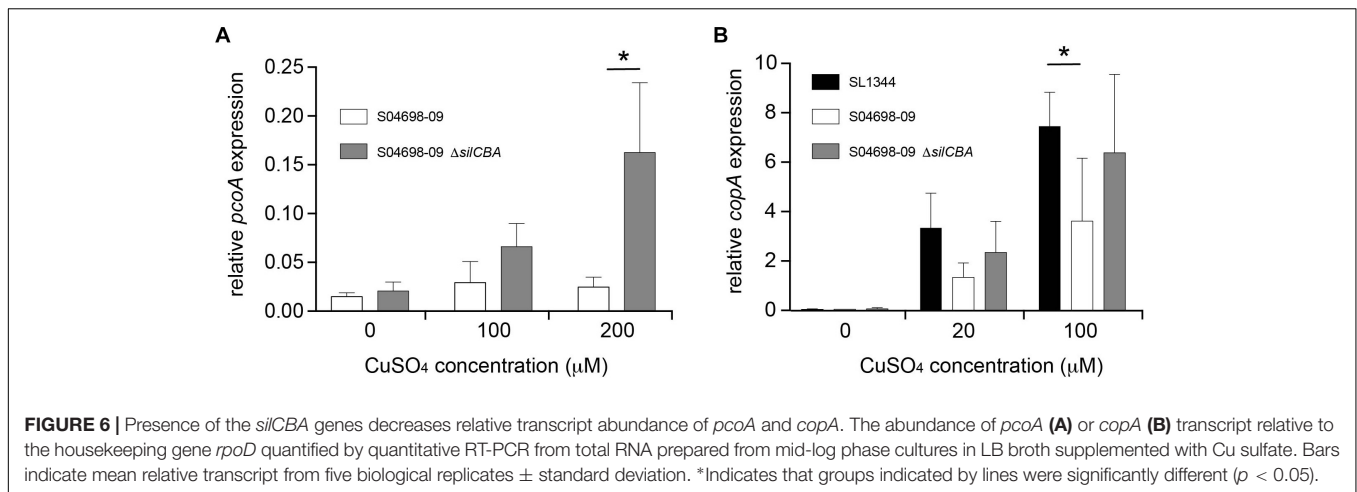 A
*
0.25
0.20
0.15
0.10
0.05
0.00
relative pcoA expression
S04698-09
S04698-09 ΔsilCBA
0 100 200
CuSO4 concentration (μM)
B
*
10
8
6
4
2
0
relative copA expression
SL1344
S04698-09
S04698-09 ΔsilCBA
0 20 100
CuSO4 concentration (μM)
FIGURE 6 | Presence of the silCBA genes decreases relative transcript abundance of pcoA and copA. The abundance of pcoA (A) or copA (B) transcript relative to
the housekeeping gene rpoD quantified by quantitative RT-PCR from total RNA prepared from mid-log phase cultures in LB broth supplemented with Cu sulfate. Bars
indicate mean relative transcript from five biological replicates ± standard deviation. *Indicates that groups indicated by lines were significantly different (p < 0.05).